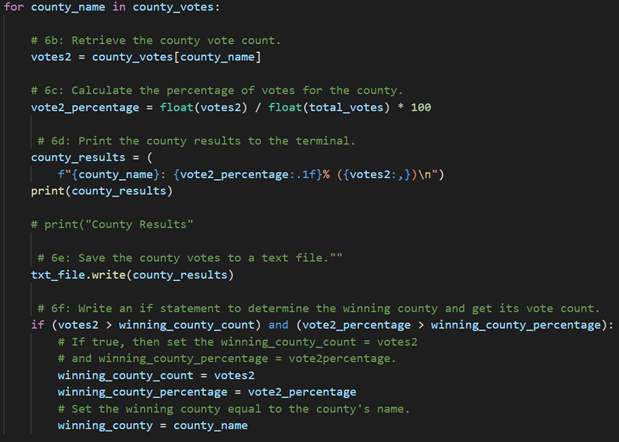 for county_name in county_votes:
# 6b: Retrieve the county vote count.
votes2 = county_votes[county_name]
# 6c: Calculate the percentage of votes for the county.
vote2_percentage = float(votes2) / float(total_votes) * 100
# 6d: Print the county results to the terminal.
county_results = (
f"{county_name}: {vote2_percentage:.1f}% ({votes2:,})\n")
print(county_results)
# print("County Results"
# 6e: Save the county votes to a text file.""
txt_file.write(county_results)
# 6f: Write an if statement to determine the winning county and get its vote count.
if (votes2 > winning_county_count) and (vote2_percentage > winning_county_percentage):
# If true, then set the winning_county_count = votes2
# and winning_county_percentage = vote2percentage.
winning_county_count = votes2
winning_county_percentage = vote2_percentage
# Set the winning county equal to the county's name.
winning_county = county_name